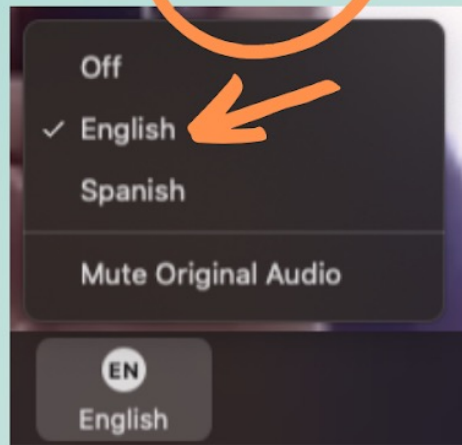 Off
✓ English
Spanish
Mute Original Audio
EN
English